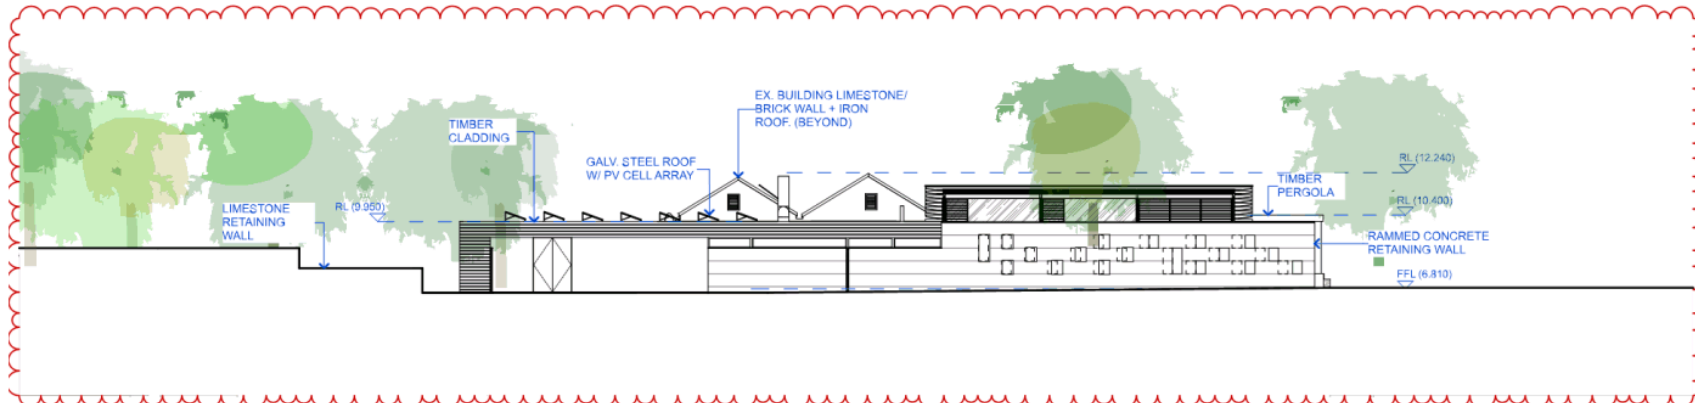 EX. BUILDING LIMESTONE/
BRICK WALL + IRON
ROOF. (BEYOND)
TIMBER
CLADDING
GALV. STEEL ROOF
W/ PV CELL ARRAY
RL (12.240)
TIMBER
PERGOLA
LIMESTONE
RETAINING
WALL
RL (9.950)
RL (10.400)
RAMMED CONCRETE
RETAINING WALL
FFL (6.810)